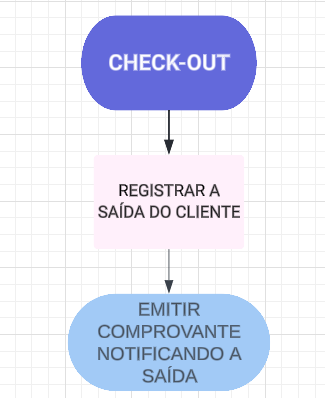 CHECK-OUT
REGISTRAR A
SAÍDA DO CLIENTE
EMITIR
COMPROVANTE
NOTIFICANDO A
SAÍDA